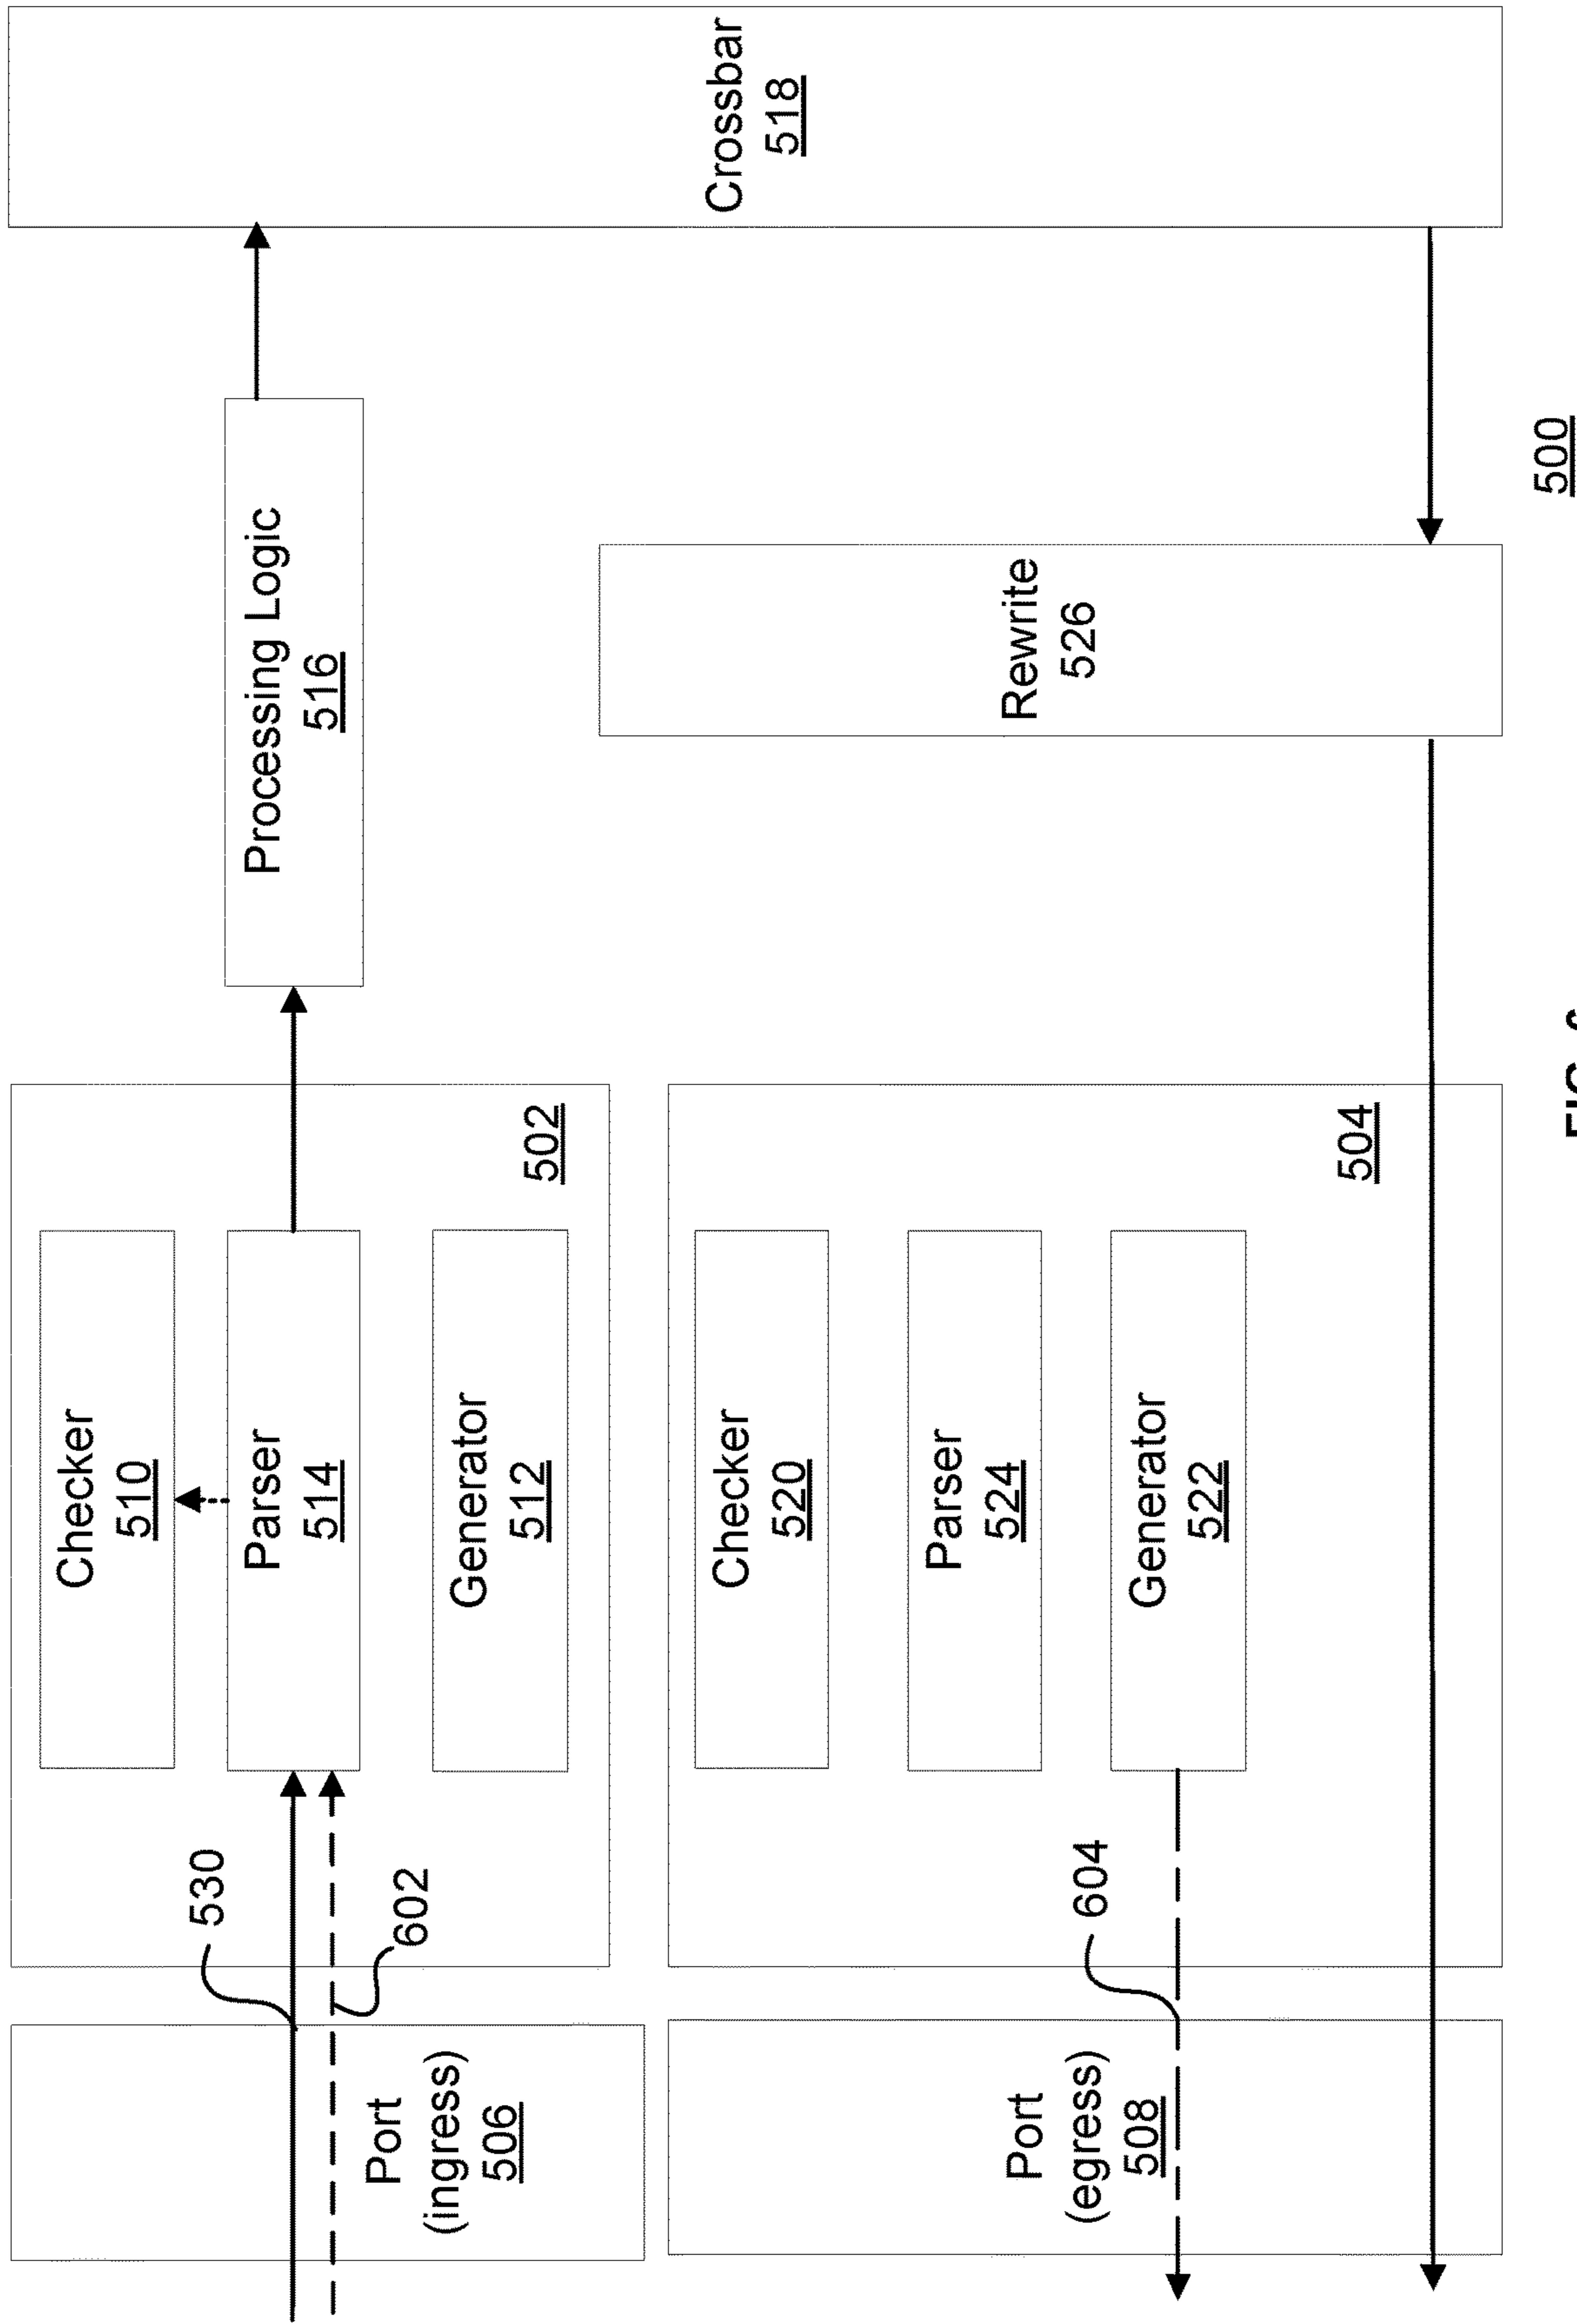 530
602
Port
(ingress)
506
Checker
510
Parser
514
Generator
512
502
Processing Logic
516
Crossbar
518
Port
(egress)
508
604
Checker
520
Parser
524
Generator
522
504
Rewrite
526
500
FIG.